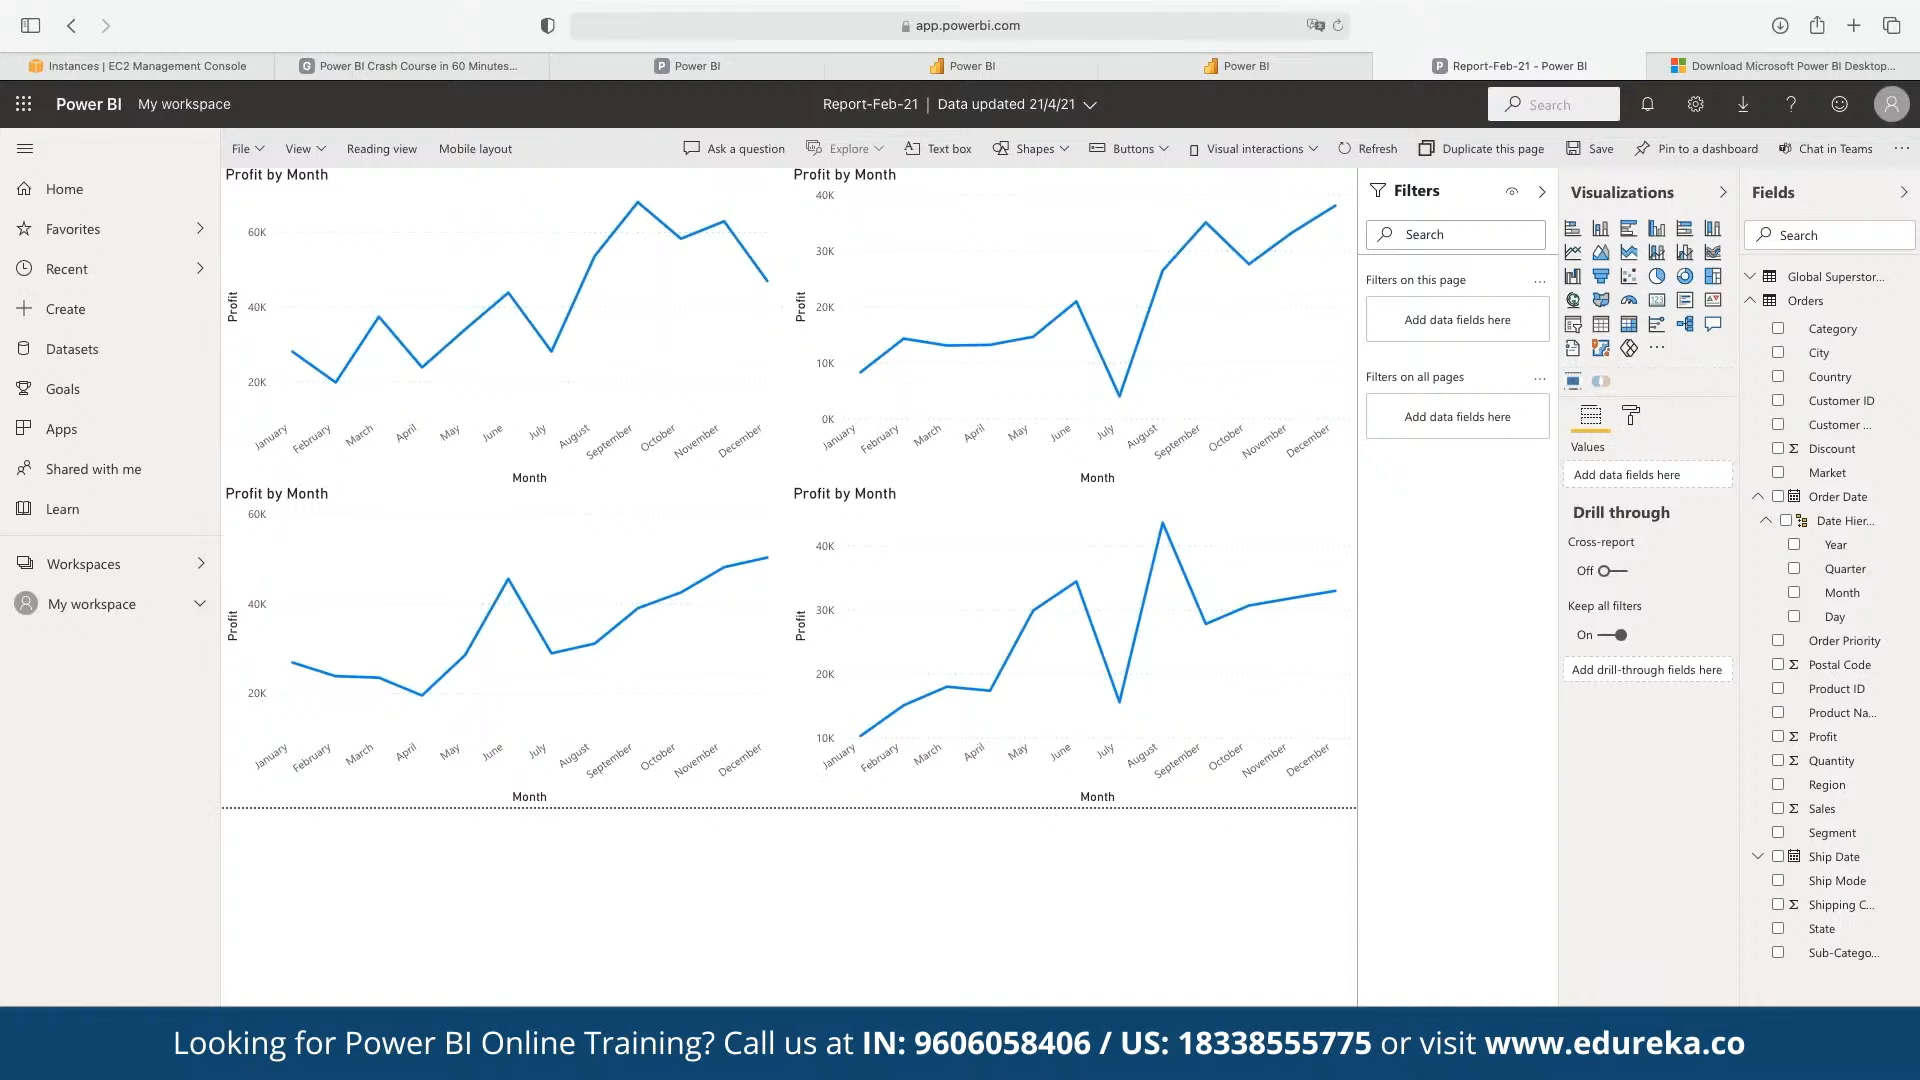 app.powerbi.com
Instances | EC2 Management Console
Power BI Crash Course in 60 Minutes...
Power BI
Power BI
Power BI
Report-Feb-21 - Power BI
Download Microsoft Power BI Desktop...
Power BI My workspace
Report-Feb-21 | Data updated 21/4/21
Search
File View Reading view Mobile layout
Ask a question Explore Text box Shapes Buttons Visual interactions Refresh Duplicate this page Save Pin to a dashboard Chat in Teams ...
Home
Favorites
Recent
Create
Datasets
Goals
Apps
Shared with me
Learn
Workspaces
My workspace
Profit by Month
60K
40K
20K
Profit
January February March April May June July August September October November December
Month
Profit by Month
40K
30K
20K
10K
0K
Profit
January February March April May June July August September October November December
Month
Profit by Month
60K
40K
20K
Profit
January February March April May June July August September October November December
Month
Profit by Month
40K
30K
20K
10K
Profit
January February March April May June July August September October November December
Month
Filters
Search
Filters on this page ...
Add data fields here
Filters on all pages ...
Add data fields here
Visualizations
123
...
Values
Add data fields here
Drill through
Cross-report
Off
Keep all filters
On
Add drill-through fields here
Fields
Search
Global Superstor...
Orders
Category
City
Country
Customer ID
Customer ...
Σ Discount
Market
Order Date
Date Hier...
Year
Quarter
Month
Day
Order Priority
Σ Postal Code
Product ID
Product Na...
Σ Profit
Σ Quantity
Region
Σ Sales
Segment
Ship Date
Ship Mode
Σ Shipping C...
State
Sub-Catego...
Looking for Power BI Online Training? Call us at IN: 9606058406 / US: 18338555775 or visit www.edureka.co